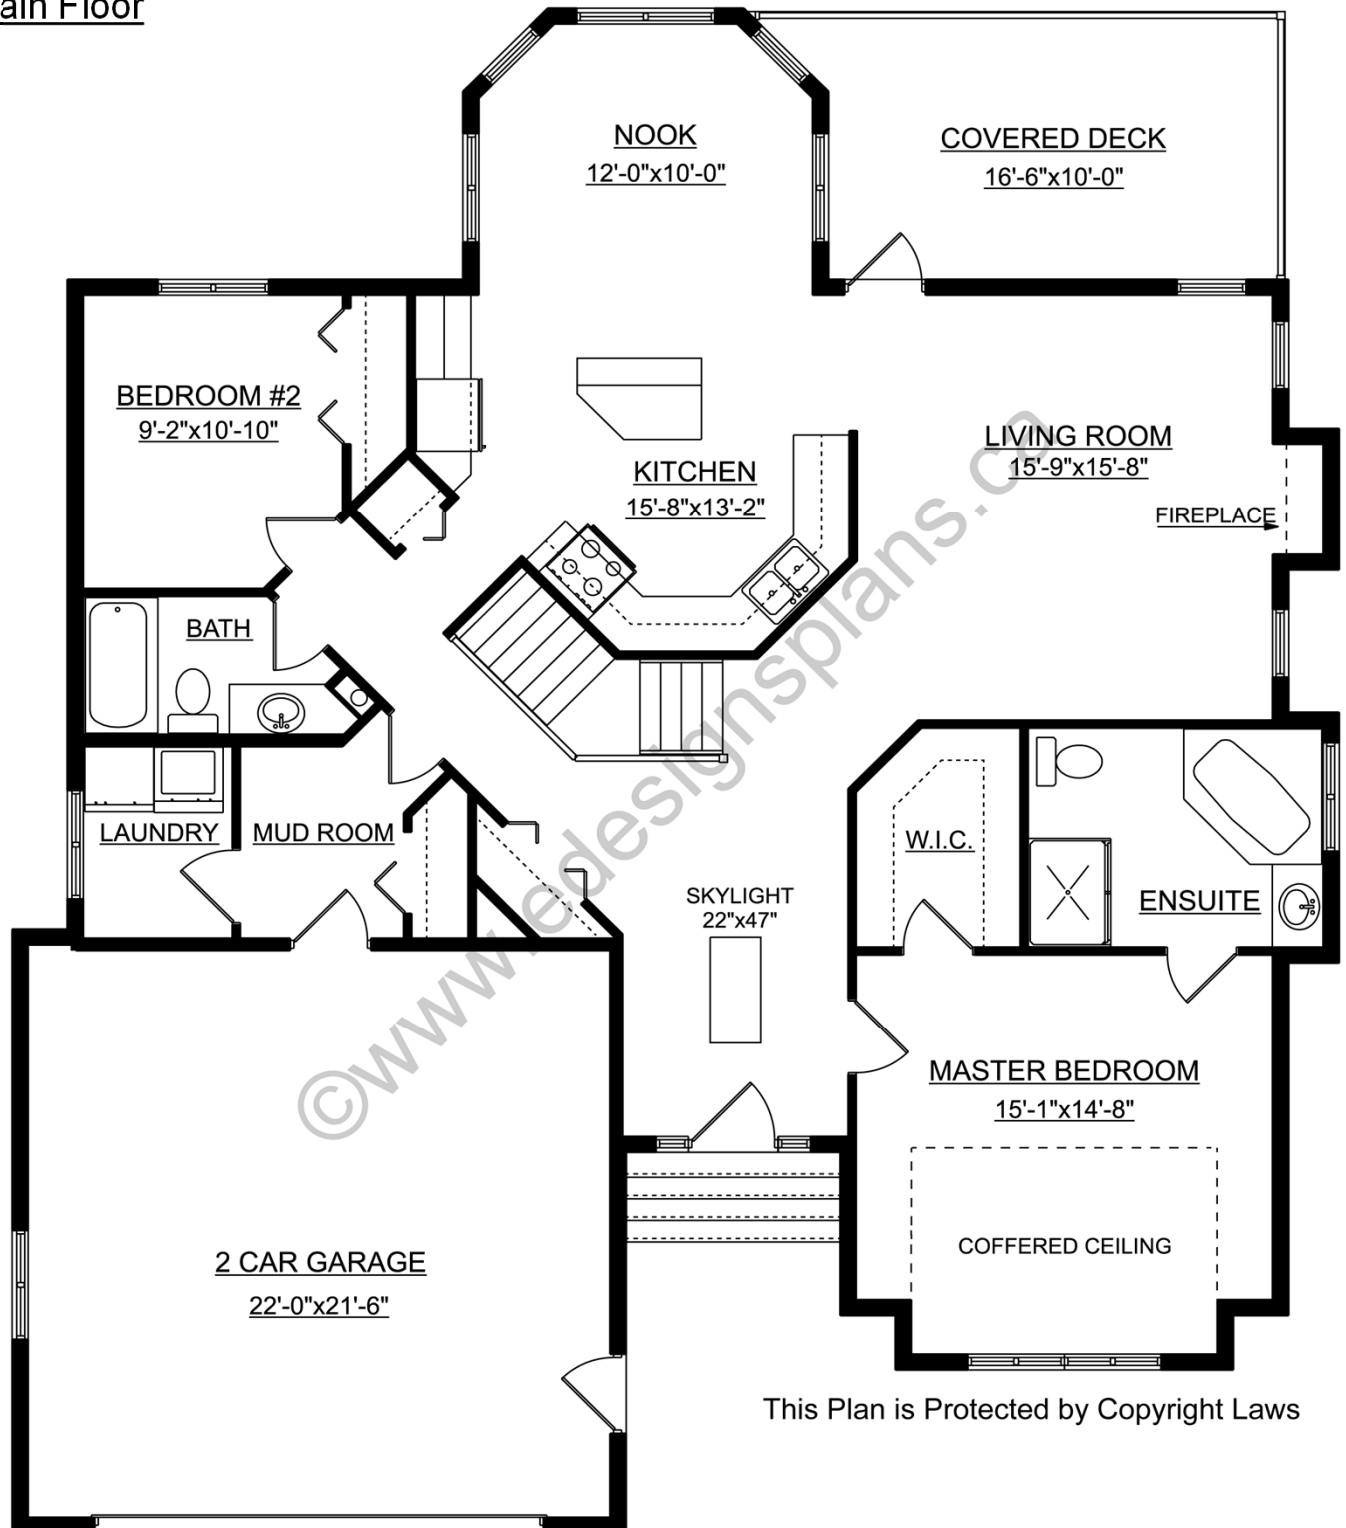 ain Floor
NOOK
12'-0"x10'-0"
COVERED DECK
16'-6"x10'-0"
BEDROOM #2
9'-2"x10'-10"
KITCHEN
15'-8"x13'-2"
LIVING ROOM
15'-9"x15'-8"
FIREPLACE
BATH
LAUNDRY
MUD ROOM
W.I.C.
ENSUITE
SKYLIGHT
22"x47"
MASTER BEDROOM
15'-1"x14'-8"
COFFERED CEILING
2 CAR GARAGE
22'-0"x21'-6"
This Plan is Protected by Copyright Laws
©www.edesignsplans.ca